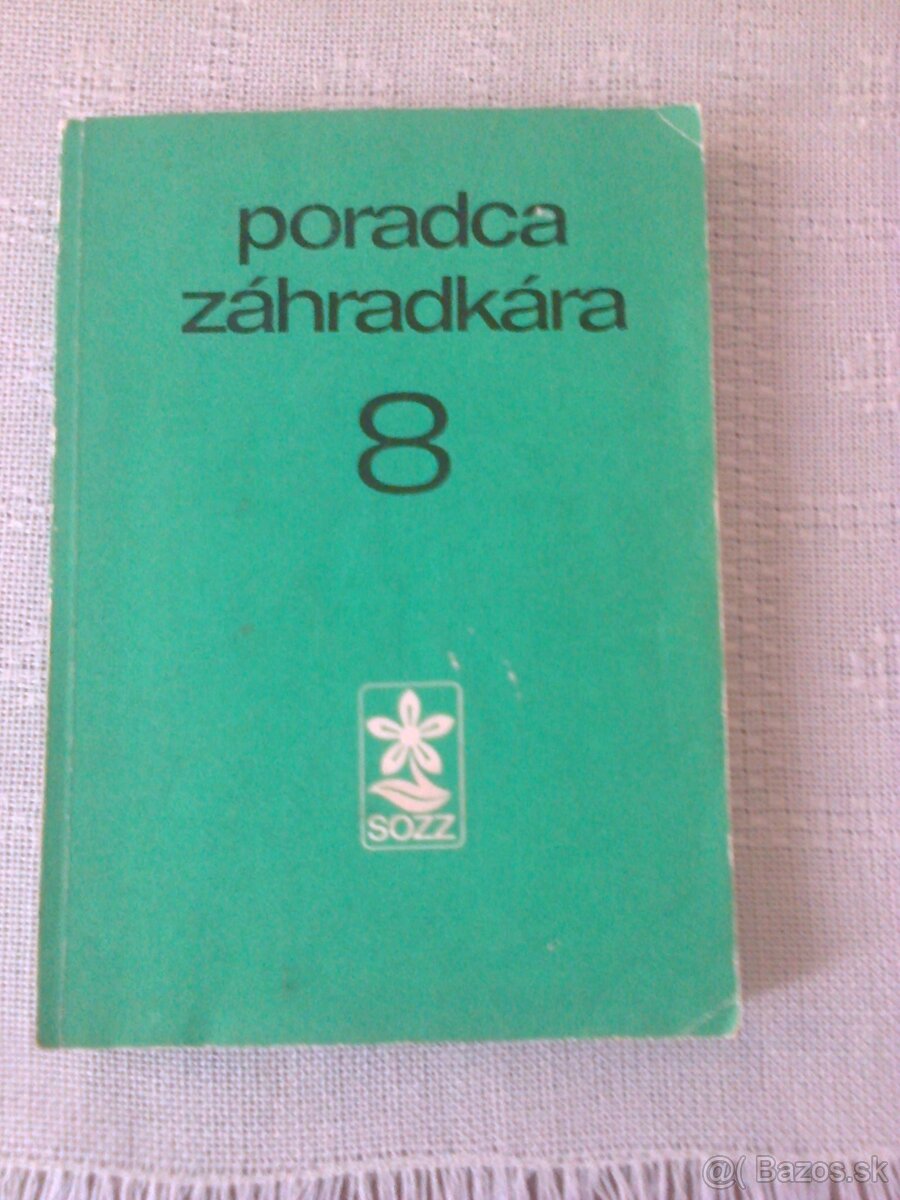 poradca
záhradkára
8
SOZZ
@( Bazos.sk